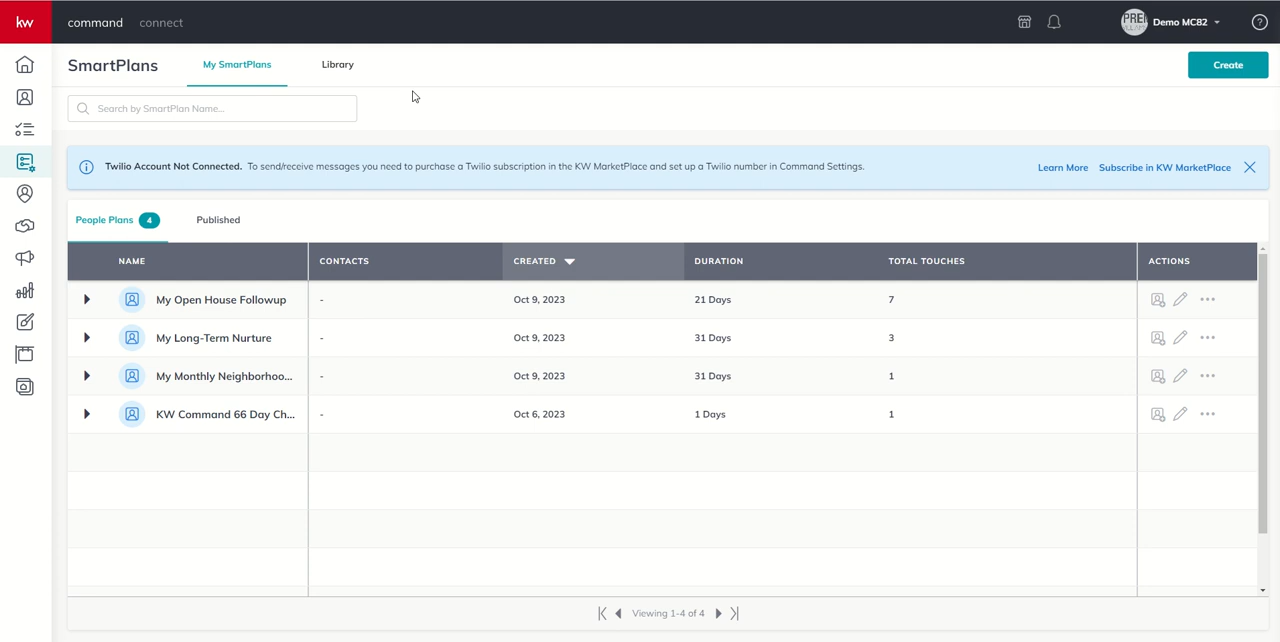 kw command connect Demo MC82
PREI
SmartPlans My SmartPlans Library Create
Search by SmartPlan Name...
Twilio Account Not Connected. To send/receive messages you need to purchase a Twilio subscription in the KW MarketPlace and set up a Twilio number in Command Settings. Learn More Subscribe in KW MarketPlace
People Plans 4 Published
NAME CONTACTS CREATED DURATION TOTAL TOUCHES ACTIONS
My Open House Followup - Oct 9, 2023 21 Days 7
My Long-Term Nurture - Oct 9, 2023 31 Days 3
My Monthly Neighborhoo... - Oct 9, 2023 31 Days 1
KW Command 66 Day Ch... - Oct 6, 2023 1 Days 1
Viewing 1-4 of 4